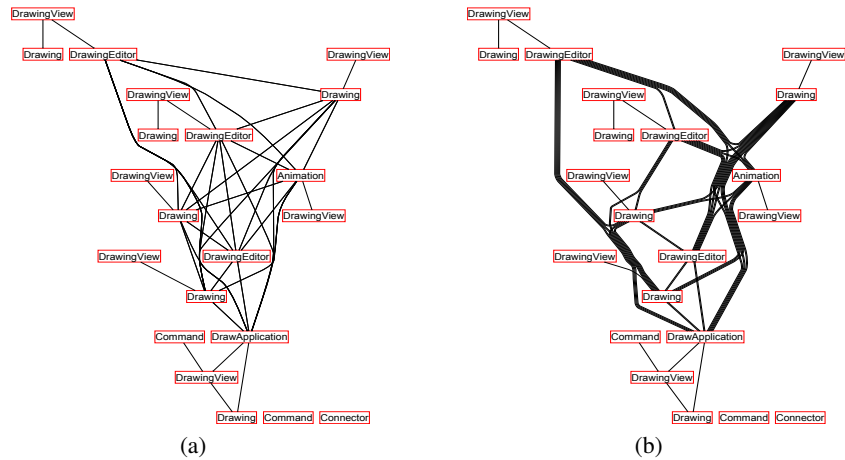 DrawingView
Drawing DrawingEditor
DrawingView
Drawing
DrawingView
Drawing DrawingEditor
DrawingView Animation
Drawing DrawingView
DrawingView DrawingEditor
Drawing
Command DrawApplication
DrawingView
Drawing Command Connector
(a)
DrawingView
Drawing DrawingEditor
DrawingView
Drawing
DrawingView
Drawing DrawingEditor
DrawingView Animation
Drawing DrawingView
DrawingView DrawingEditor
Drawing
Command DrawApplication
DrawingView
Drawing Command Connector
(b)